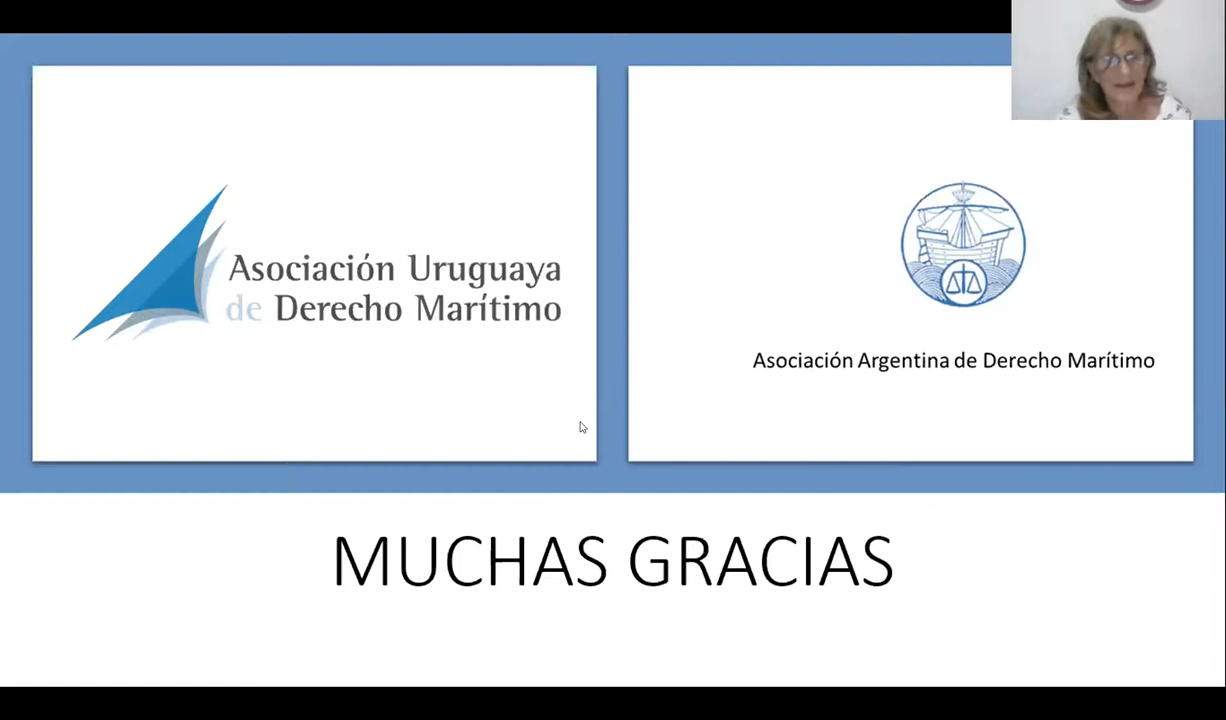 Asociación Uruguaya
de Derecho Marítimo
Asociación Argentina de Derecho Marítimo
MUCHAS GRACIAS